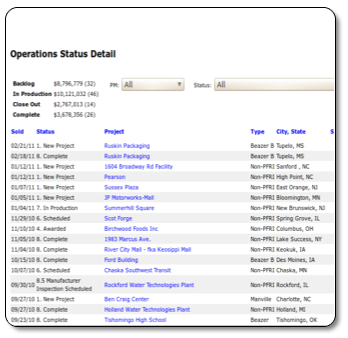 Operations Status Detail
Backlog $8,796,779 (32) PM: All Status: All
In Production $10,121,032 (46)
Close Out $2,767,013 (14)
Complete $3,678,356 (26)
Sold Status Project Type City, State S
02/21/11 1. New Project Ruskin Packaging Beazer B Tupelo, MS
02/18/11 8. Complete Ruskin Packaging Beazer B Tupelo, MS
01/12/11 1. New Project 1604 Broadway Rd Facility Non-PFRI Sanford , NC
01/12/11 1. New Project Pearson Non-PFRI High Point, NC
01/07/11 1. New Project Sussex Plaza Non-PFRI East Orange, NJ
01/05/11 1. New Project JP Motorworks-Mall Non-PFRI Bloomington, MN
01/04/11 7. In Production Summerhill Square Non-PFRI New Brunswick, NJ
11/29/10 6. Scheduled Scot Forge Non-PFRI Spring Grove, IL
11/10/10 4. Awarded Birchwood Foods Inc Non-PFRI Columbus, OH
11/05/10 8. Complete 1983 Marcus Ave. Non-PFRI Lake Success, NY
11/04/10 8. Complete River City Mall - fka Keosippi Mall Non-PFRI Keokuk, IA
10/15/10 8. Complete Ford Building Beazer B Des Moines, IA
10/07/10 6. Scheduled Chaska Southwest Transit Non-PFRI Chaska, MN
09/30/10 8.5 Manufacturer Inspection Scheduled Rockford Water Technologies Plant Non-PFRI Rockford, IL
09/27/10 1. New Project Ben Craig Center Manville Charlotte, NC
09/27/10 8. Complete Holland Water Technologies Plant Non-PFRI Holland, MI
09/23/10 8. Complete Tishomingo High School Beazer Tishomingo, OK